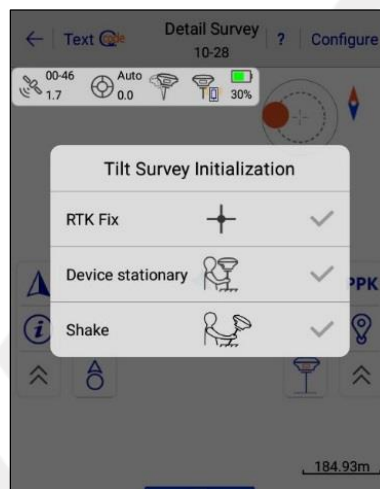 Text Code Detail Survey ? Configure
10-28
00-46 Auto
1.7 0.0 30%
Tilt Survey Initialization
RTK Fix
Device stationary
Shake
PPK
184.93m